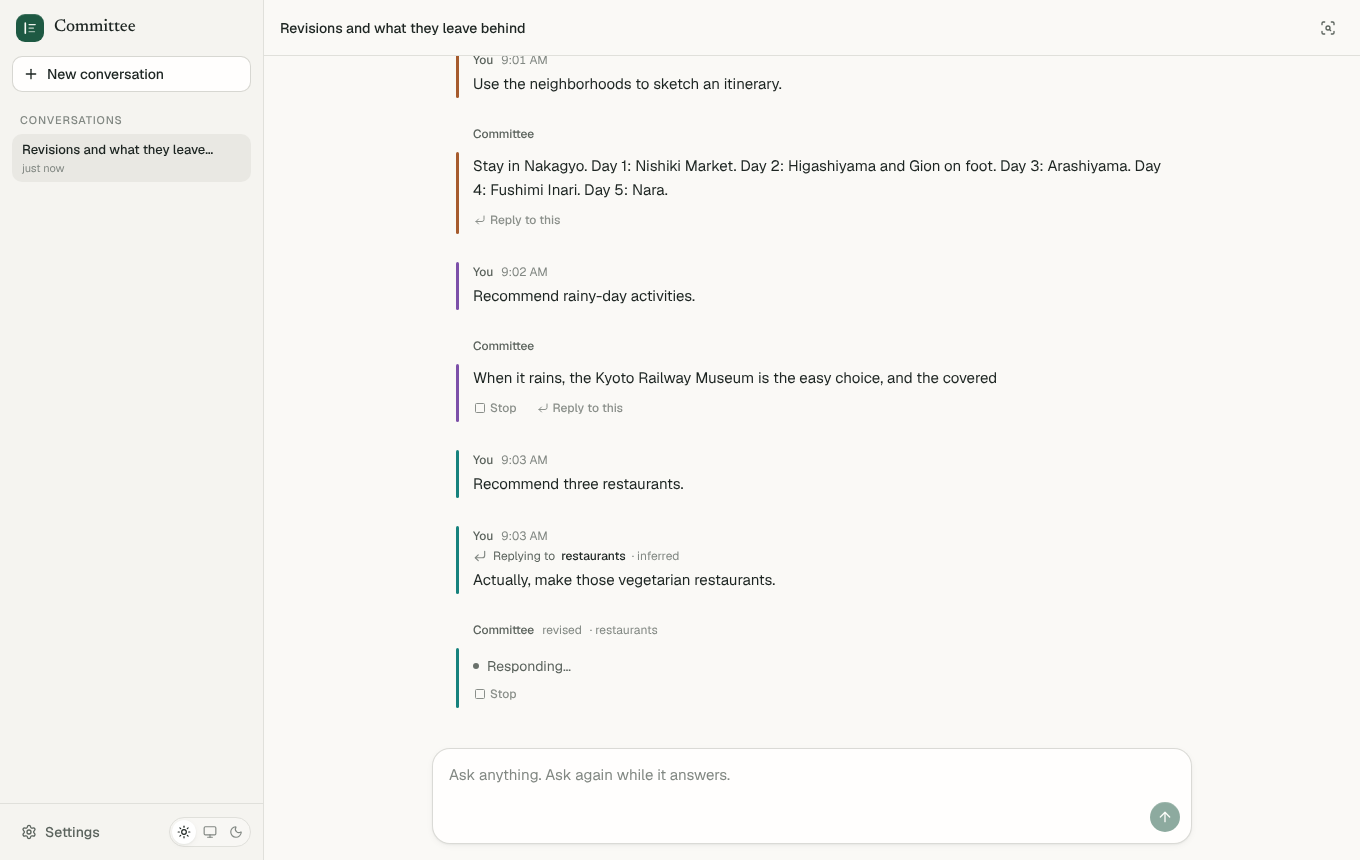 Committee
New conversation
CONVERSATIONS
Revisions and what they leave…
just now
Settings
Revisions and what they leave behind
You 9:01 AM
Use the neighborhoods to sketch an itinerary.
Committee
Stay in Nakagyo. Day 1: Nishiki Market. Day 2: Higashiyama and Gion on foot. Day 3: Arashiyama. Day
4: Fushimi Inari. Day 5: Nara.
Reply to this
You 9:02 AM
Recommend rainy-day activities.
Committee
When it rains, the Kyoto Railway Museum is the easy choice, and the covered
Stop Reply to this
You 9:03 AM
Recommend three restaurants.
You 9:03 AM
Replying to restaurants · inferred
Actually, make those vegetarian restaurants.
Committee revised · restaurants
Responding…
Stop
Ask anything. Ask again while it answers.